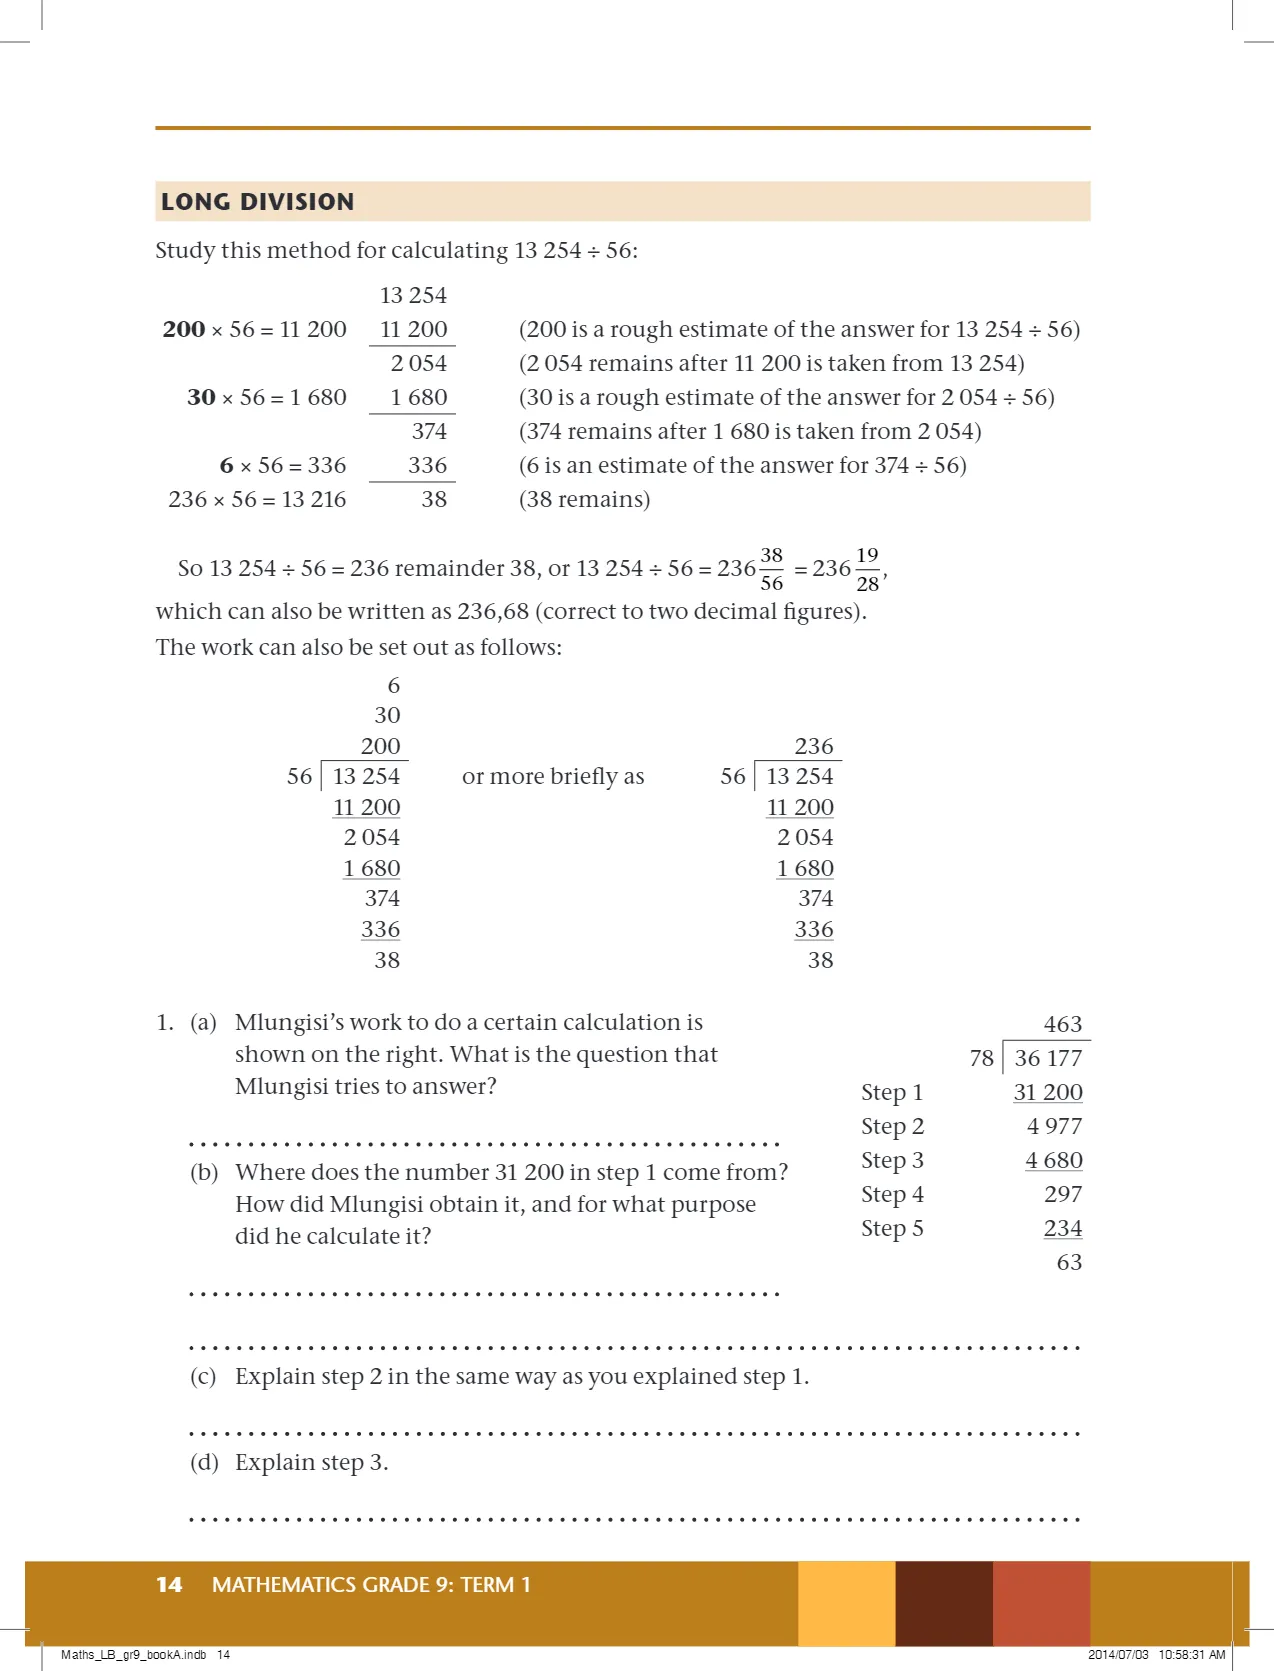 LONG DIVISION
Study this method for calculating 13 254 ÷ 56:
13 254
200 × 56 = 11 200 11 200 (200 is a rough estimate of the answer for 13 254 ÷ 56)
2 054 (2 054 remains after 11 200 is taken from 13 254)
30 × 56 = 1 680 1 680 (30 is a rough estimate of the answer for 2 054 ÷ 56)
374 (374 remains after 1 680 is taken from 2 054)
6 × 56 = 336 336 (6 is an estimate of the answer for 374 ÷ 56)
236 × 56 = 13 216 38 (38 remains)
So 13 254 ÷ 56 = 236 remainder 38, or 13 254 ÷ 56 = 236 38/56 = 236 19/28,
which can also be written as 236,68 (correct to two decimal figures).
The work can also be set out as follows:
6
30
200 236
56 13 254 or more briefly as 56 13 254
11 200 11 200
2 054 2 054
1 680 1 680
374 374
336 336
38 38
1. (a) Mlungisi’s work to do a certain calculation is
shown on the right. What is the question that
Mlungisi tries to answer?
(b) Where does the number 31 200 in step 1 come from?
How did Mlungisi obtain it, and for what purpose
did he calculate it?
463
78 36 177
Step 1 31 200
Step 2 4 977
Step 3 4 680
Step 4 297
Step 5 234
63
(c) Explain step 2 in the same way as you explained step 1.
(d) Explain step 3.
14 MATHEMATICS GRADE 9: TERM 1
Maths_LB_gr9_bookA.indb 14 2014/07/03 10:58:31 AM